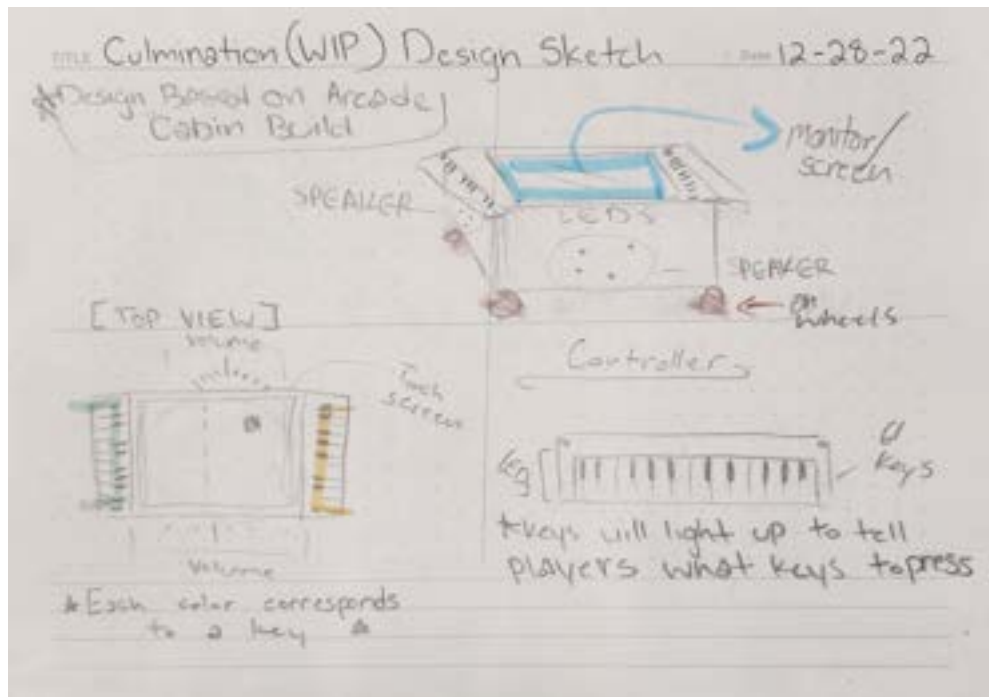 TITLE Culmination (WIP) Design Sketch Date 12-28-22
Design Based on Arcade
Cabin Build
monitor/
screen
SPEAKER
LEDS
SPEAKER
on
wheels
[TOP VIEW]
volume
Touch
screen
Controller
keys
*keys will light up to tell
players what keys to press
volume
*Each color corresponds
to a key